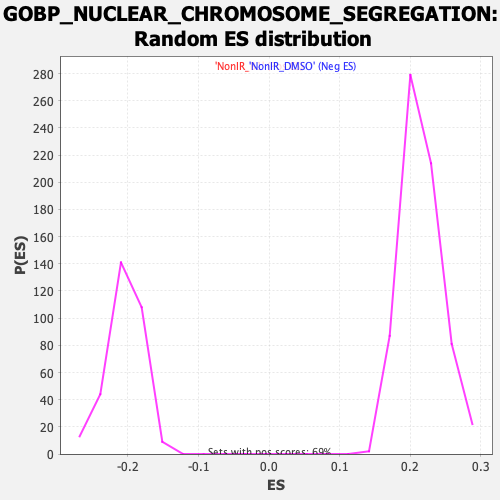 GOBP_NUCLEAR_CHROMOSOME_SEGREGATION:
Random ES distribution
'NonIR_'NonIR_DMSO' (Neg ES)
280
260
240
220
200
180
160
140
120
100
80
60
40
20
0
P(ES)
Sets with pos scores: 69%
-0.2 -0.1 0.0 0.1 0.2 0.3
ES